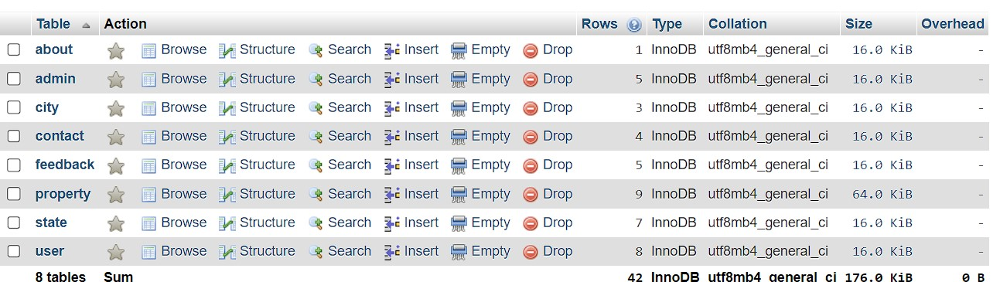 Table Action Rows Type Collation Size Overhead
about Browse Structure Search Insert Empty Drop 1 InnoDB utf8mb4_general_ci 16.0 KiB -
admin Browse Structure Search Insert Empty Drop 5 InnoDB utf8mb4_general_ci 16.0 KiB -
city Browse Structure Search Insert Empty Drop 3 InnoDB utf8mb4_general_ci 16.0 KiB -
contact Browse Structure Search Insert Empty Drop 4 InnoDB utf8mb4_general_ci 16.0 KiB -
feedback Browse Structure Search Insert Empty Drop 5 InnoDB utf8mb4_general_ci 16.0 KiB -
property Browse Structure Search Insert Empty Drop 9 InnoDB utf8mb4_general_ci 64.0 KiB -
state Browse Structure Search Insert Empty Drop 7 InnoDB utf8mb4_general_ci 16.0 KiB -
user Browse Structure Search Insert Empty Drop 8 InnoDB utf8mb4_general_ci 16.0 KiB -
8 tables Sum 42 InnoDB utf8mb4_general_ci 176.0 KiB 0 B